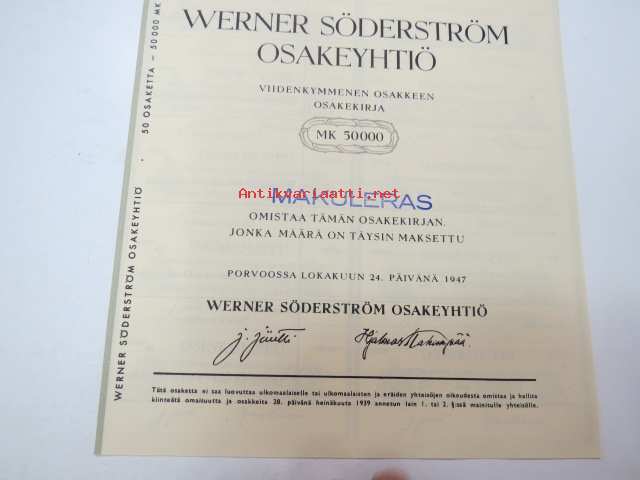 WERNER SÖDERSTRÖM
OSAKEYHTIÖ
VIIDENKYMMENEN OSAKKEEN
OSAKEKIRJA
MK 50000
Antikvariaatti.net
MAKULERAS
OMISTAA TÄMÄN OSAKEKIRJAN,
JONKA MÄÄRÄ ON TÄYSIN MAKSETTU
PORVOOSSA LOKAKUUN 24. PÄIVÄNÄ 1947
WERNER SÖDERSTRÖM OSAKEYHTIÖ
J. Jäntti
Tätä osaketta ei saa luovuttaa ulkomaalaiselle tai ulkomaalaisten ja eräiden yhteisöjen oikeudesta omistaa ja hallita
kiinteätä omaisuutta ja osakkeita 28. päivänä heinäkuuta 1939 annetun lain 1. tai 2. §:ssä mainitulle yhteisölle.
WERNER SÖDERSTRÖM OSAKEYHTIÖ · 50 OSAKETTA – 50 000 MK